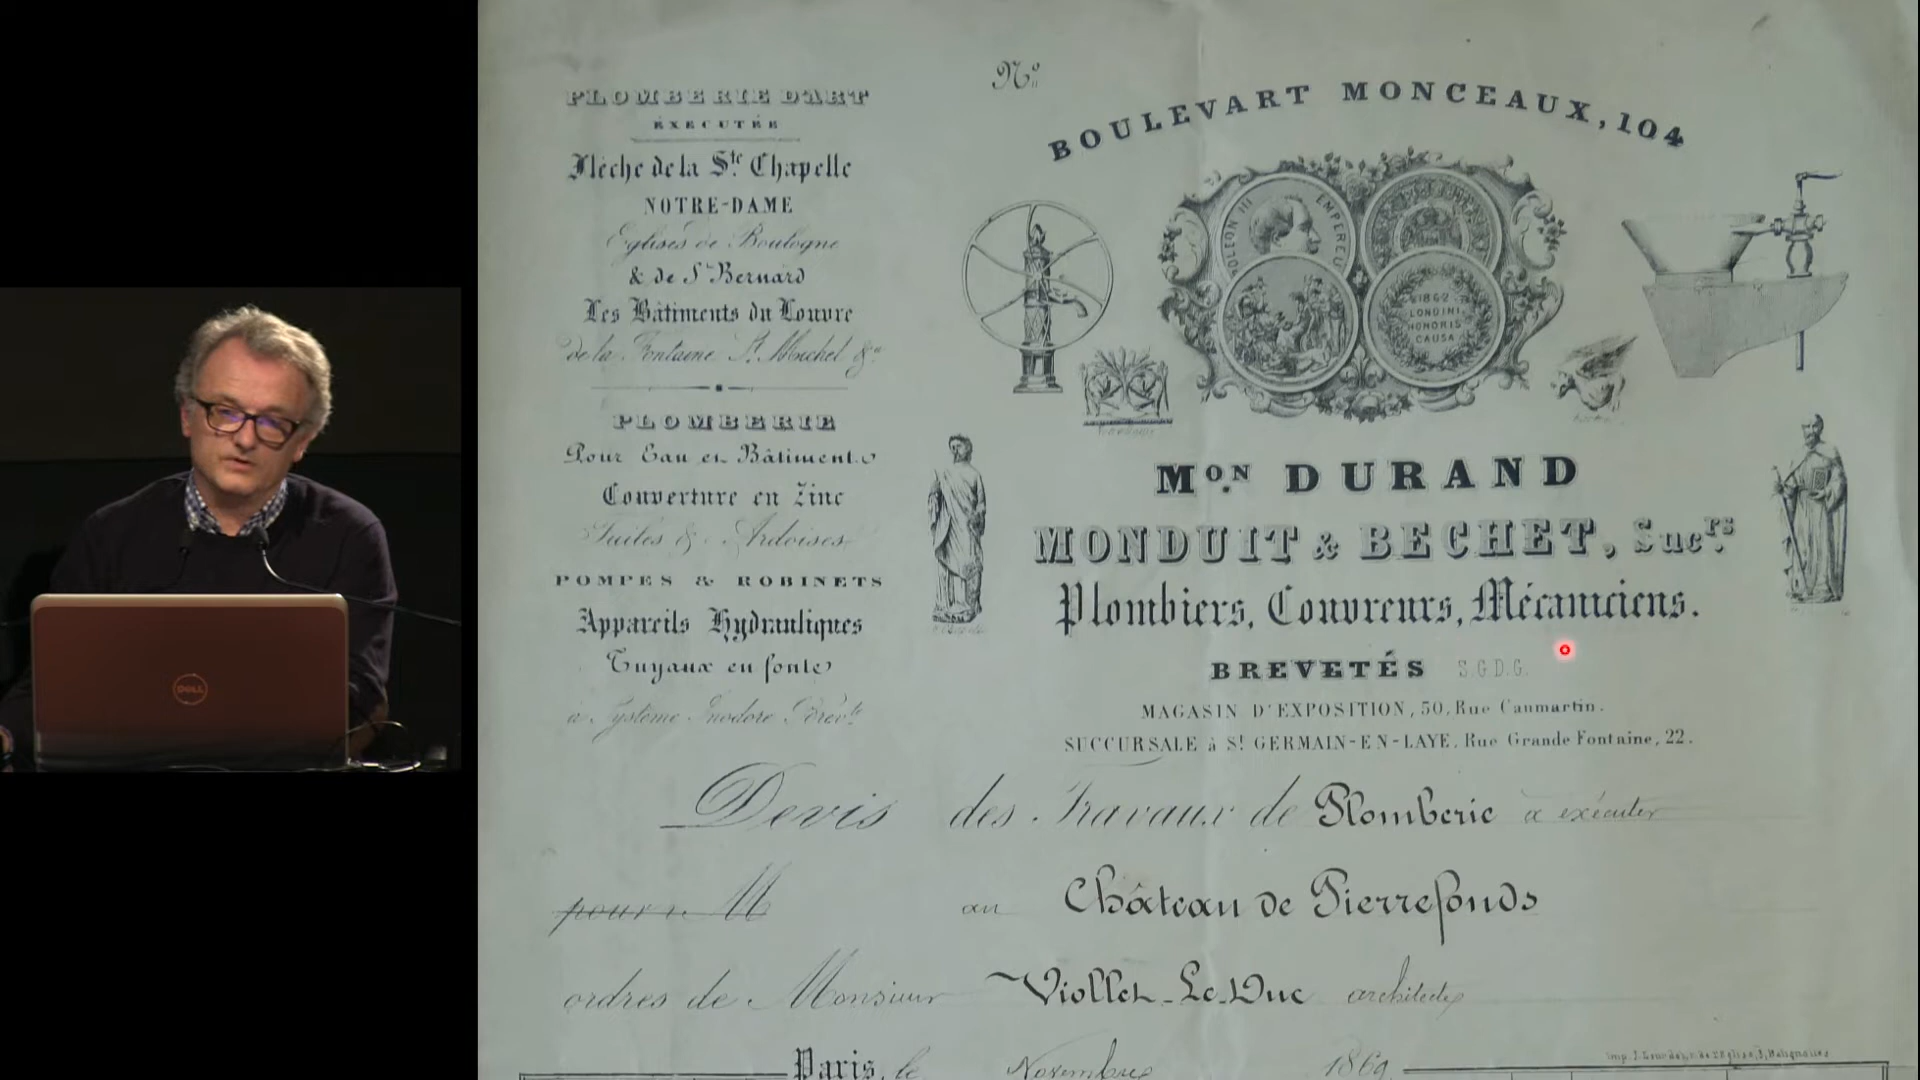 PLOMBERIE D'ART
EXÉCUTÉE
Flèche de la Ste Chapelle
NOTRE-DAME
Eglises de Boulogne
& de St Bernard
Les Bâtiments du Louvre
de la Fontaine St Michel &a
PLOMBERIE
Pour Eau et Bâtiment
Couverture en Zinc
Tuiles & Ardoises
POMPES & ROBINETS
Appareils Hydrauliques
Tuyaux en fonte
à Systême Inodore Brevté
No
BOULEVART MONCEAUX, 104
NAPOLEON III EMPEREUR
1862
LONDINI
HONORIS
CAUSA
Mon DURAND
MONDUIT & BECHET, Sucrs
Plombiers, Couvreurs, Mécaniciens.
BREVETÉS S.G.D.G.
MAGASIN D'EXPOSITION, 50, Rue Caumartin.
SUCCURSALE à St GERMAIN-EN-LAYE, Rue Grande Fontaine, 22.
Devis des Travaux de Plomberie à exécuter
pour M au Château de Pierrefonds
ordres de Monsieur Viollet-Le-Duc architecte
Paris, le Novembre 1869
DELL